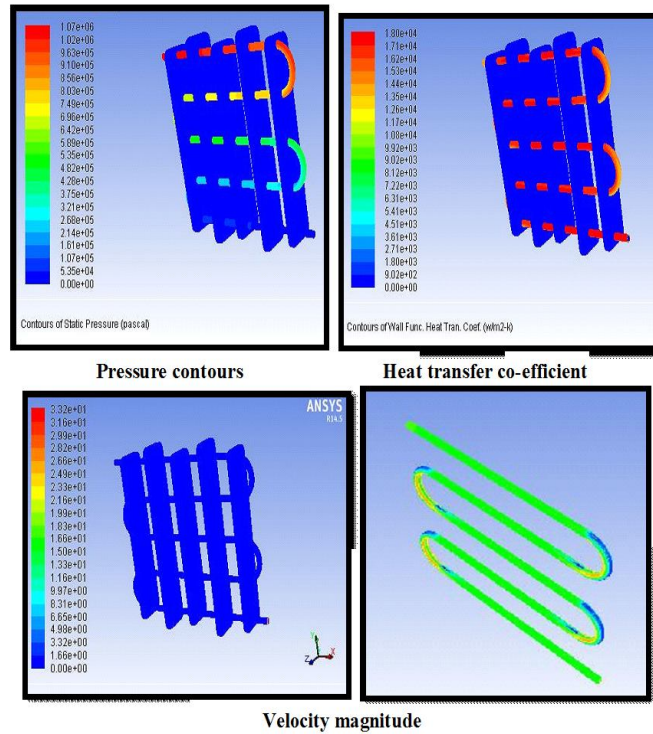 1.07e+06
1.02e+06
9.63e+05
9.10e+05
8.56e+05
8.03e+05
7.49e+05
6.96e+05
6.42e+05
5.89e+05
5.35e+05
4.82e+05
4.28e+05
3.75e+05
3.21e+05
2.68e+05
2.14e+05
1.61e+05
1.07e+05
5.35e+04
0.00e+00
Contours of Static Pressure (pascal)
1.80e+04
1.71e+04
1.62e+04
1.53e+04
1.44e+04
1.35e+04
1.26e+04
1.17e+04
1.08e+04
9.92e+03
9.02e+03
8.12e+03
7.22e+03
6.31e+03
5.41e+03
4.51e+03
3.61e+03
2.71e+03
1.80e+03
9.02e+02
0.00e+00
Contours of Wall Func. Heat Tran. Coef. (w/m2-k)
Pressure contours
Heat transfer co-efficient
3.32e+01
3.16e+01
2.99e+01
2.82e+01
2.66e+01
2.49e+01
2.33e+01
2.16e+01
1.99e+01
1.83e+01
1.66e+01
1.50e+01
1.33e+01
1.16e+01
9.97e+00
8.31e+00
6.65e+00
4.98e+00
3.32e+00
1.66e+00
0.00e+00
ANSYS
R14.5
Y
Z
X
Velocity magnitude